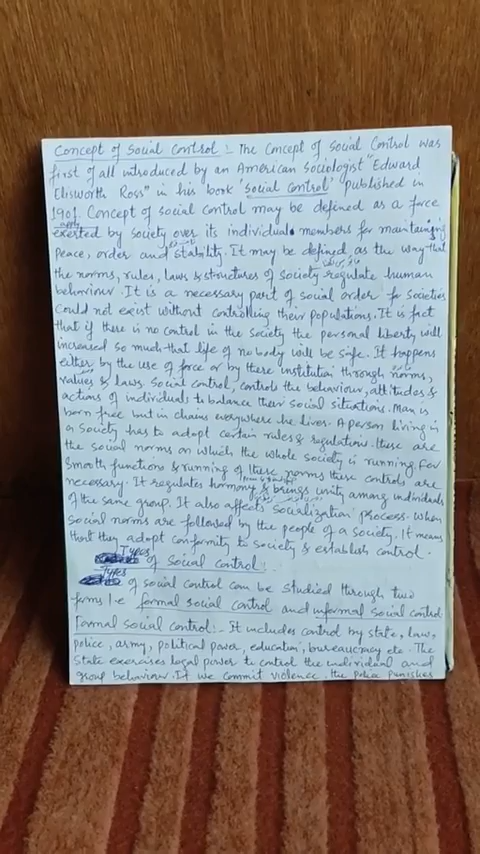 Concept of Social Control :- The Concept of Social Control was
first of all introduced by an American Sociologist "Edward
Elsworth Ross" in his book 'Social Control' published in
1901. Concept of social control may be defined as a force
exerted by society over its individual members for maintaining
Peace, order and stability. It may be defined as the way that
the norms, rules, laws & structures of society regulate human
behaviour. It is a necessary part of social order for Societies
Could not exist without controlling their populations. It is fact
that if there is no control in the society the personal liberty will
increased so much that life of no body will be safe. It happens
either by the use of force or by these institution through norms,
values & laws. Social control, controls the behaviour, attitudes &
actions of individuals to balance their social situations. Man is
born free but in chains everywhere he lives. A person living in
a society has to adopt certain rules & regulations. these are
the social norms on which the whole society is running. For
Smooth functions & running of these norms these controls are
necessary. It regulates harmony & brings unity among individuals
of the same group. It also affects Socialization process. When
social norms are followed by the people of a society. It means
that they adopt conformity to society & establish control.
Types of Social control :-
Types of social control can be studied through two
forms i.e formal social control and informal social control
Formal social control :- It includes control by state, law,
police, army, political power, education, bureaucracy etc. The
State exercises legal power to control the individual and
group behaviour. If we commit violence the police punishes